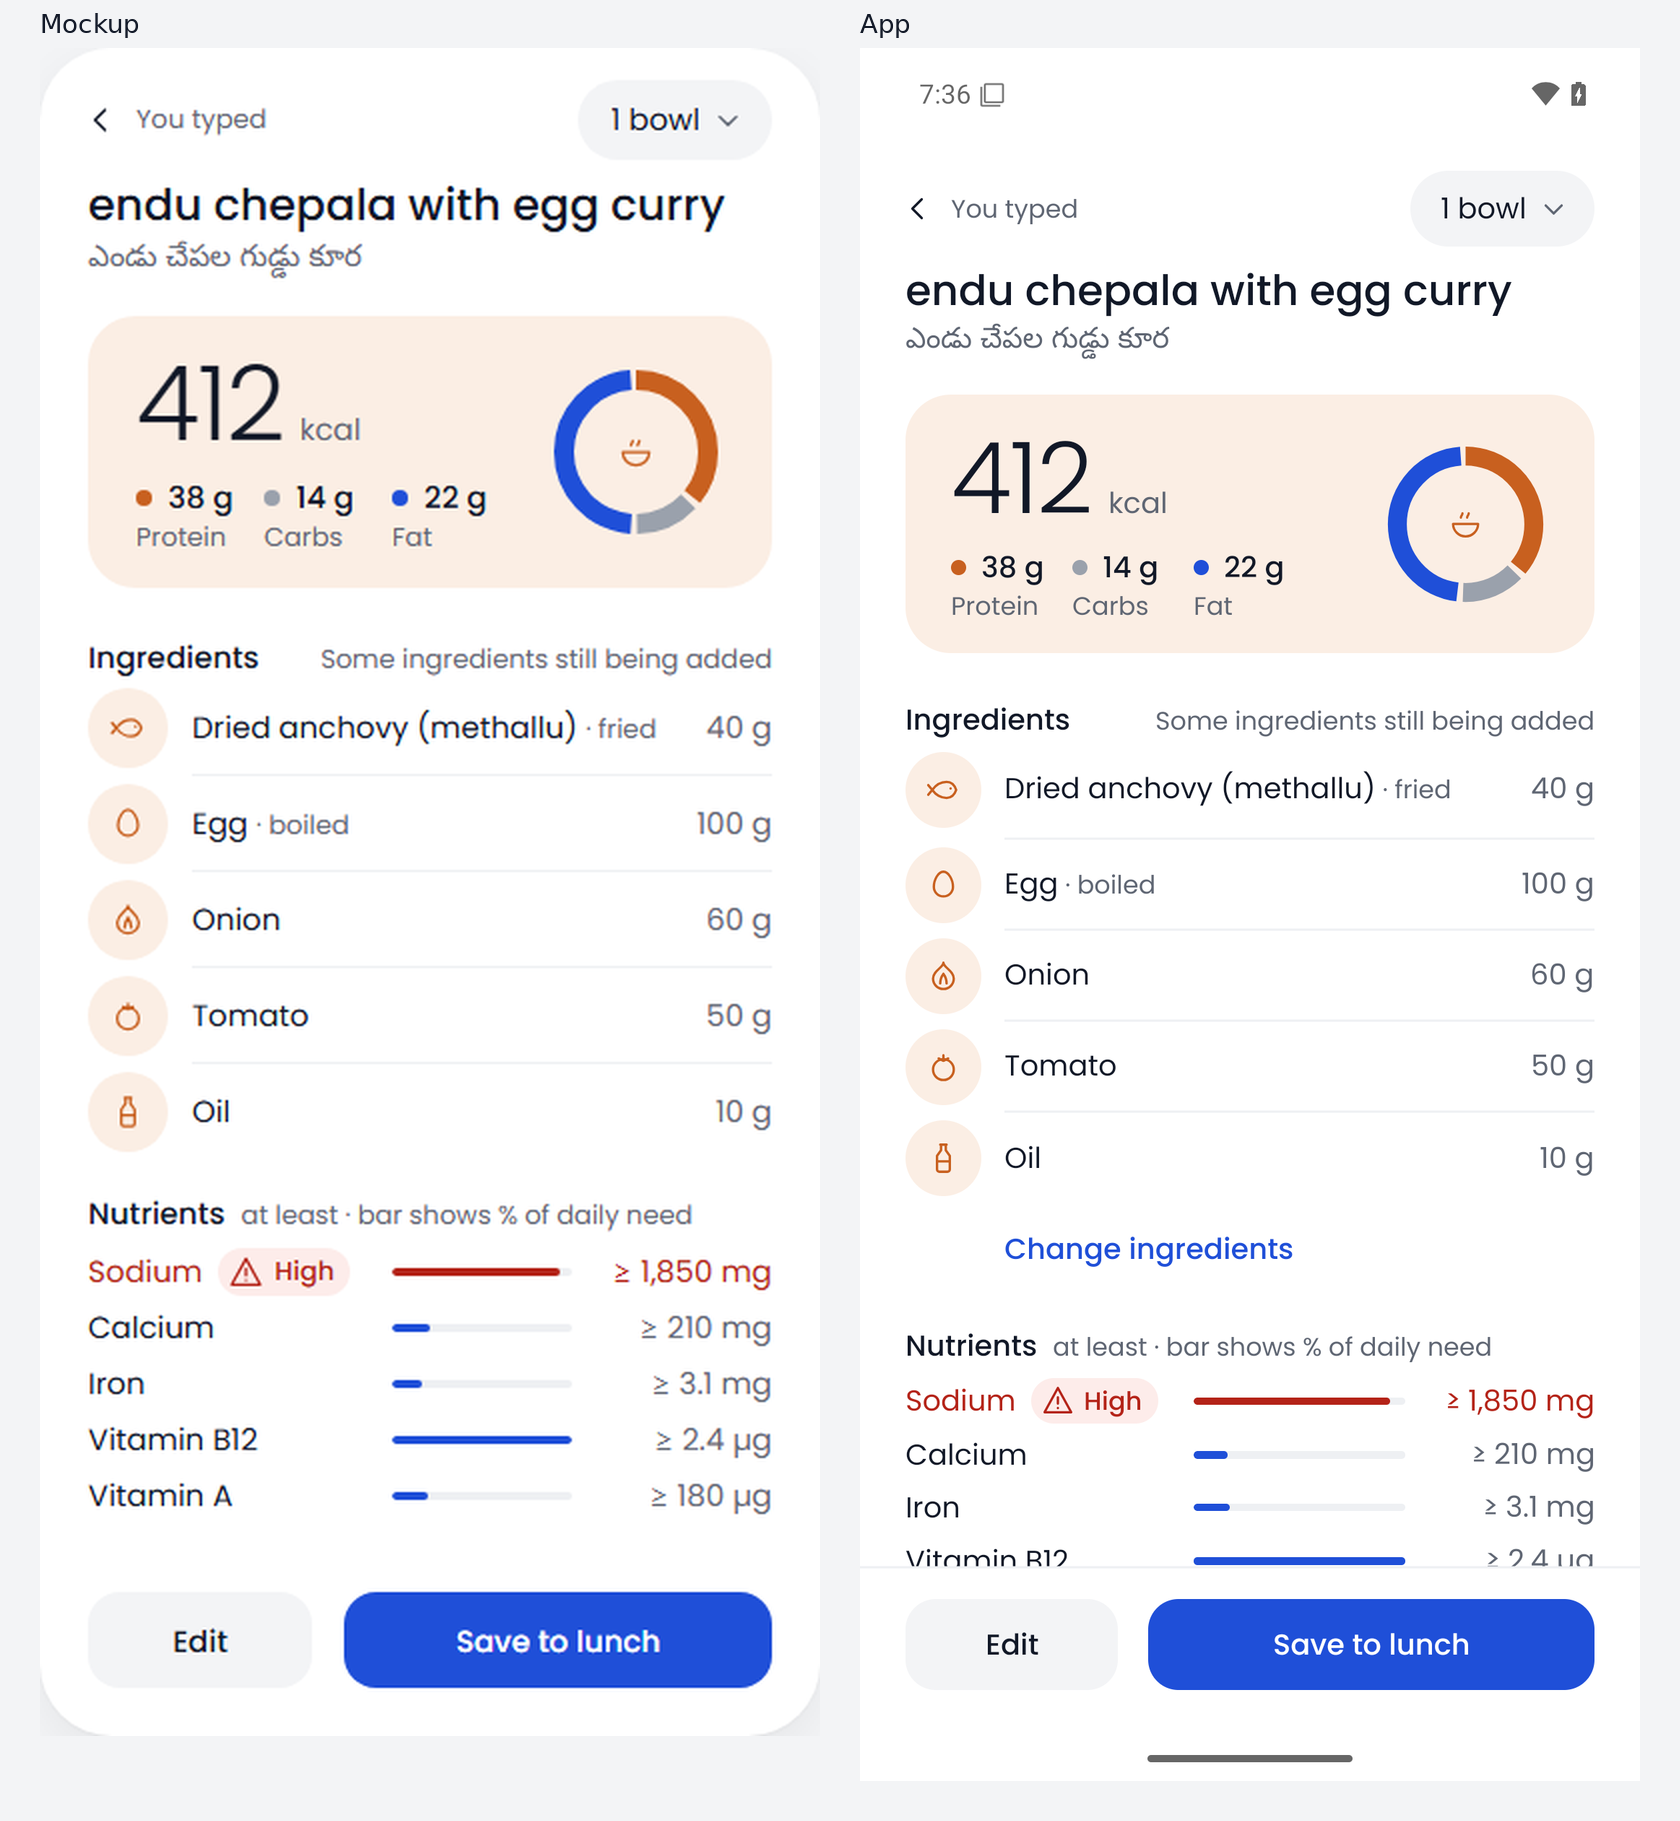 Mockup
You typed
1 bowl
endu chepala with egg curry
ఎండు చేపల గుడ్డు కూర
412 kcal
38 g 14 g 22 g
Protein Carbs Fat
Ingredients Some ingredients still being added
Dried anchovy (methallu) · fried 40 g
Egg · boiled 100 g
Onion 60 g
Tomato 50 g
Oil 10 g
Nutrients at least · bar shows % of daily need
Sodium High ≥ 1,850 mg
Calcium ≥ 210 mg
Iron ≥ 3.1 mg
Vitamin B12 ≥ 2.4 µg
Vitamin A ≥ 180 µg
Edit Save to lunch
App
7:36
You typed
1 bowl
endu chepala with egg curry
ఎండు చేపల గుడ్డు కూర
412 kcal
38 g 14 g 22 g
Protein Carbs Fat
Ingredients Some ingredients still being added
Dried anchovy (methallu) · fried 40 g
Egg · boiled 100 g
Onion 60 g
Tomato 50 g
Oil 10 g
Change ingredients
Nutrients at least · bar shows % of daily need
Sodium High ≥ 1,850 mg
Calcium ≥ 210 mg
Iron ≥ 3.1 mg
Vitamin B12 ≥ 2.4 µg
Edit Save to lunch